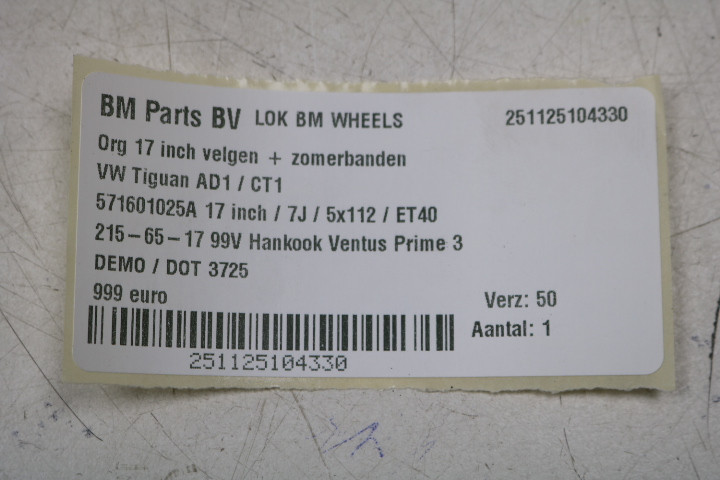 BM Parts BV LOK BM WHEELS 251125104330
Org 17 inch velgen + zomerbanden
VW Tiguan AD1 / CT1
571601025A 17 inch / 7J / 5x112 / ET40
215-65-17 99V Hankook Ventus Prime 3
DEMO / DOT 3725
999 euro Verz: 50
Aantal: 1
251125104330